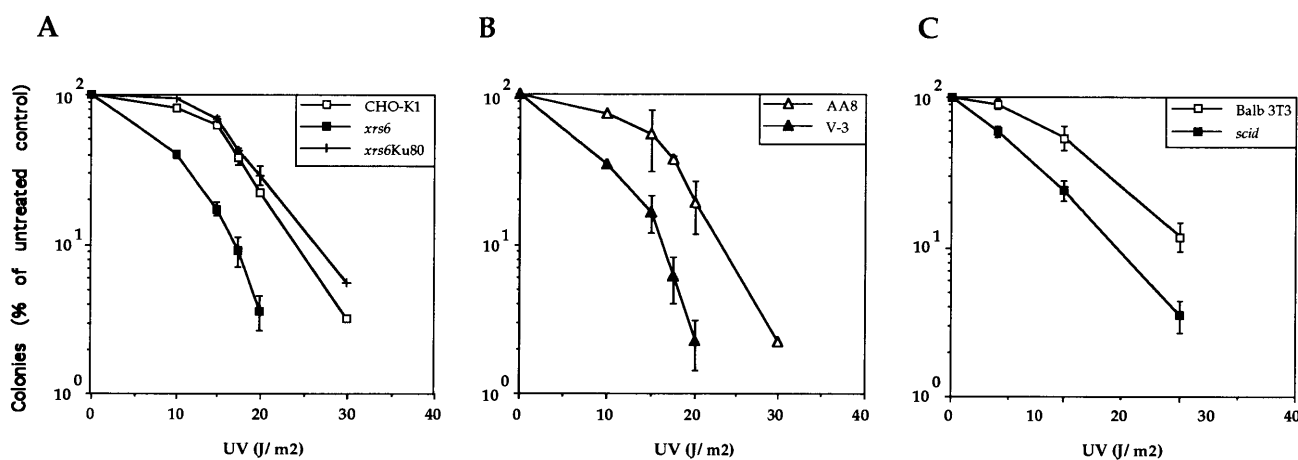 A
B
C
Colonies (% of untreated control)
10 2
10 1
10 0
CHO-K1
xrs6
xrs6Ku80
0 10 20 30 40
UV (J/ m2)
10 2
10 1
10 0
AA8
V-3
0 10 20 30 40
UV (J/ m2)
10 2
10 1
10 0
Balb 3T3
scid
0 10 20 30 40
UV (J/ m2)